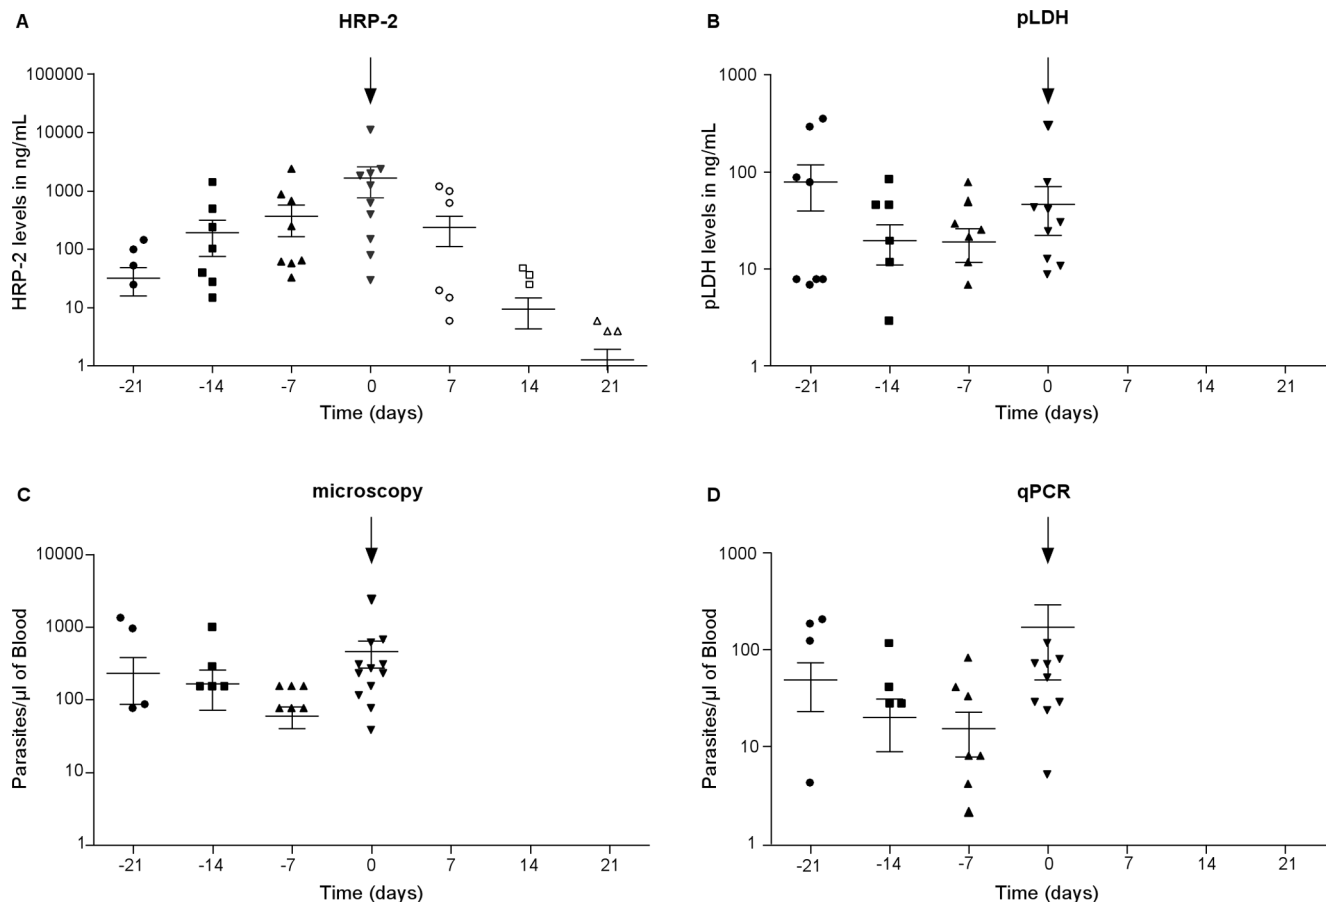 A
HRP-2
HRP-2 levels in ng/mL
100000
10000
1000
100
10
1
-21
-14
-7
0
7
14
21
Time (days)
B
pLDH
pLDH levels in ng/mL
1000
100
10
1
-21
-14
-7
0
7
14
21
Time (days)
C
microscopy
Parasites/µl of Blood
10000
1000
100
10
1
-21
-14
-7
0
7
14
21
Time (days)
D
qPCR
Parasites/µl of Blood
1000
100
10
1
-21
-14
-7
0
7
14
21
Time (days)